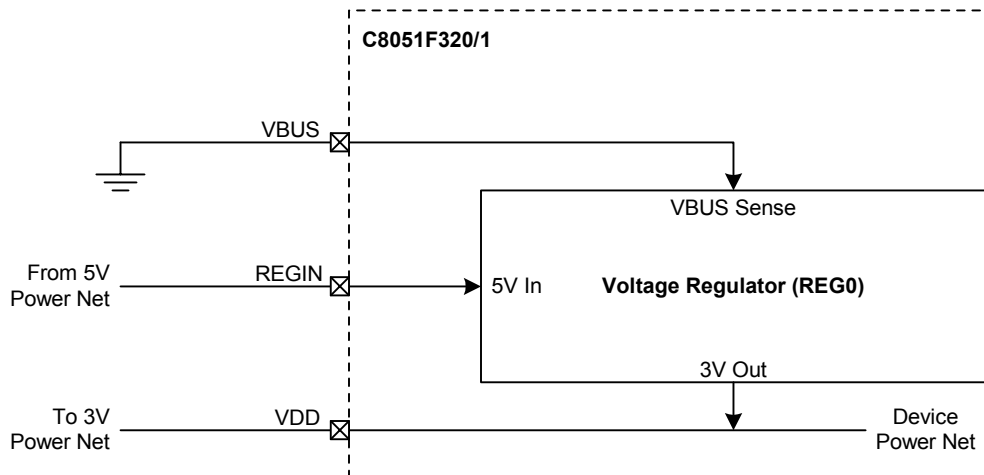 C8051F320/1
VBUS
VBUS Sense
From 5V
Power Net
REGIN
5V In
Voltage Regulator (REG0)
3V Out
To 3V
Power Net
VDD
Device
Power Net